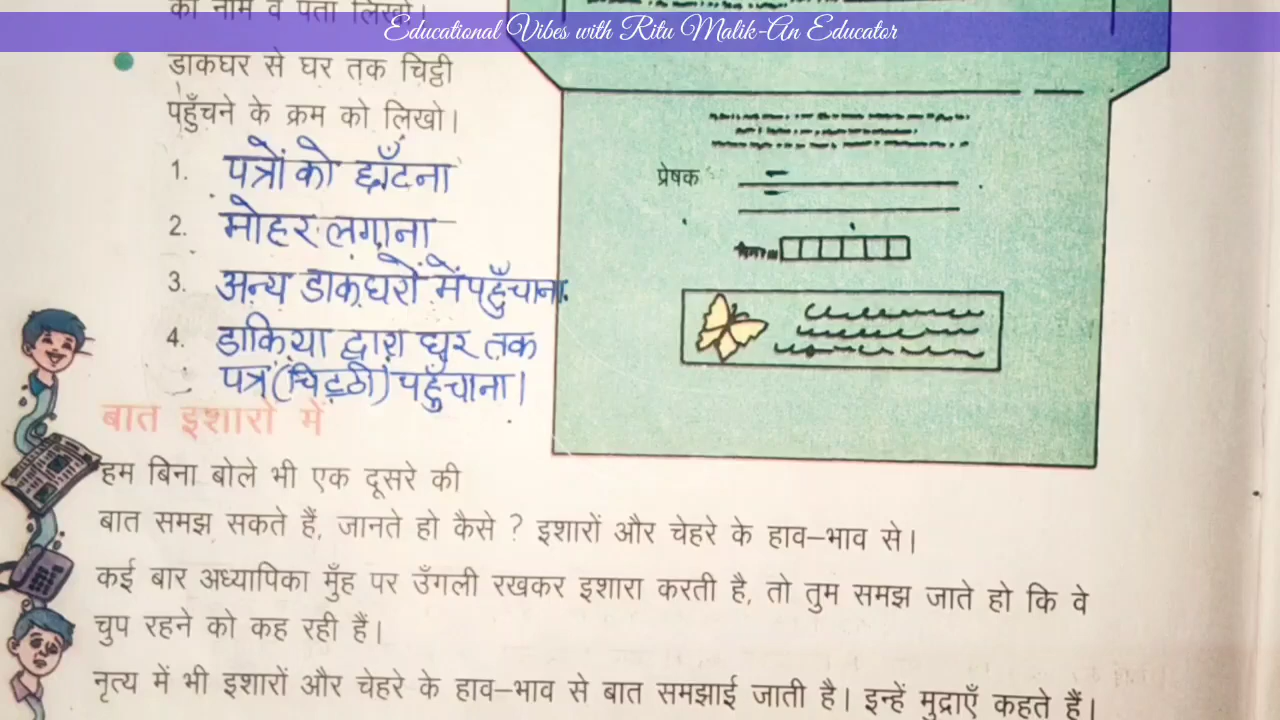 का नाम व पता लिखो।
Educational Vibes with Ritu Malik-An Educator
डाकघर से घर तक चिट्ठी
पहुँचने के क्रम को लिखो।
1. पत्रों को छाँटना
2. मोहर लगाना
3. अन्य डाकघरों में पहुँचाना।
4. डाकिया द्वारा घर तक
पत्र (चिट्ठी) पहुँचाना।
प्रेषक
बात इशारों में
हम बिना बोले भी एक दूसरे की
बात समझ सकते हैं, जानते हो कैसे ? इशारों और चेहरे के हाव–भाव से।
कई बार अध्यापिका मुँह पर उँगली रखकर इशारा करती है, तो तुम समझ जाते हो कि वे
चुप रहने को कह रही हैं।
नृत्य में भी इशारों और चेहरे के हाव–भाव से बात समझाई जाती है। इन्हें मुद्राएँ कहते हैं।